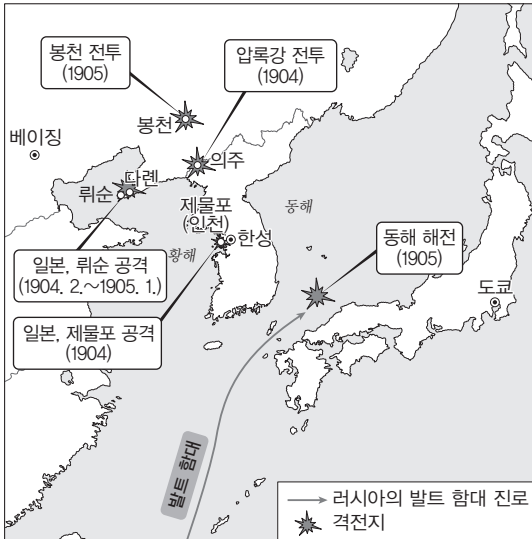 봉천 전투
(1905)
압록강 전투
(1904)
베이징
봉천
의주
다롄
뤼순
제물포
(인천)
한성
동해
황해
일본, 뤼순 공격
(1904. 2.~1905. 1.)
동해 해전
(1905)
일본, 제물포 공격
(1904)
도쿄
발트 함대
러시아의 발트 함대 진로
격전지